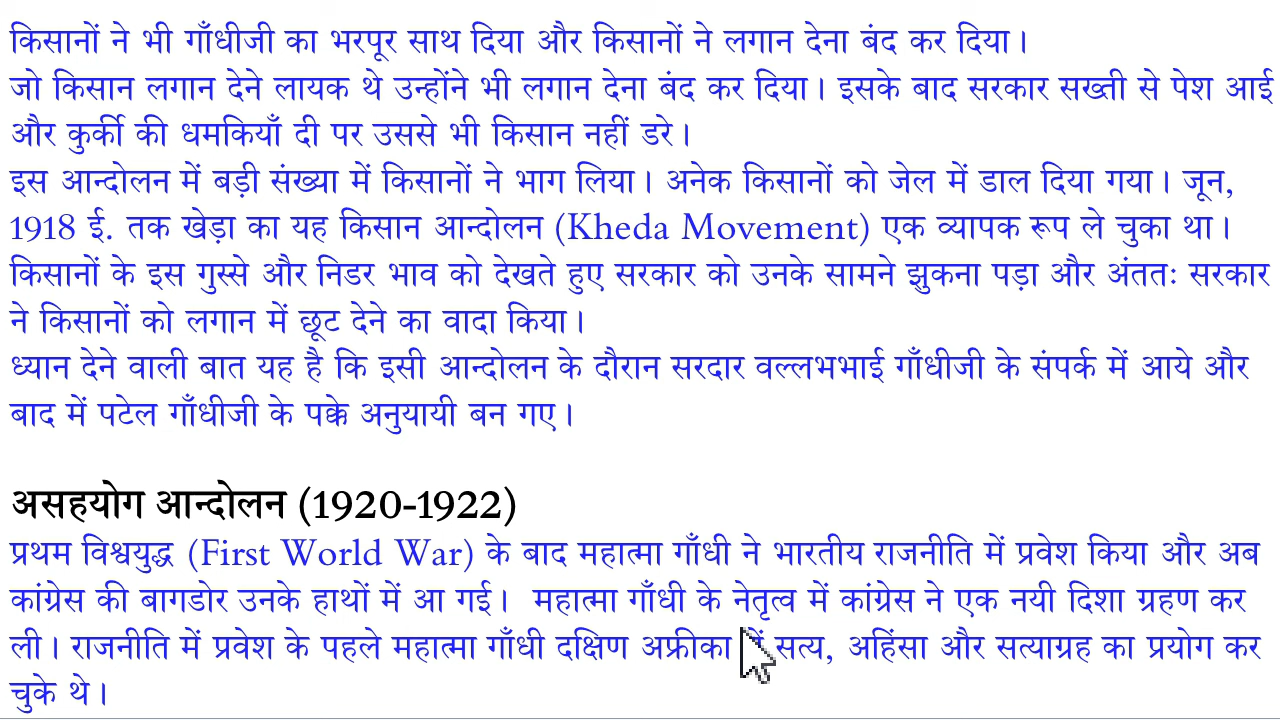 किसानों ने भी गाँधीजी का भरपूर साथ दिया और किसानों ने लगान देना बंद कर दिया।
जो किसान लगान देने लायक थे उन्होंने भी लगान देना बंद कर दिया। इसके बाद सरकार सख्ती से पेश आई
और कुर्की की धमकियाँ दी पर उससे भी किसान नहीं डरे।
इस आन्दोलन में बड़ी संख्या में किसानों ने भाग लिया। अनेक किसानों को जेल में डाल दिया गया। जून,
1918 ई. तक खेड़ा का यह किसान आन्दोलन (Kheda Movement) एक व्यापक रूप ले चुका था।
किसानों के इस गुस्से और निडर भाव को देखते हुए सरकार को उनके सामने झुकना पड़ा और अंततः सरकार
ने किसानों को लगान में छूट देने का वादा किया।
ध्यान देने वाली बात यह है कि इसी आन्दोलन के दौरान सरदार वल्लभभाई गाँधीजी के संपर्क में आये और
बाद में पटेल गाँधीजी के पक्के अनुयायी बन गए।
असहयोग आन्दोलन (1920-1922)
प्रथम विश्वयुद्ध (First World War) के बाद महात्मा गाँधी ने भारतीय राजनीति में प्रवेश किया और अब
कांग्रेस की बागडोर उनके हाथों में आ गई। महात्मा गाँधी के नेतृत्व में कांग्रेस ने एक नयी दिशा ग्रहण कर
ली। राजनीति में प्रवेश के पहले महात्मा गाँधी दक्षिण अफ्रीका में सत्य, अहिंसा और सत्याग्रह का प्रयोग कर
चुके थे।